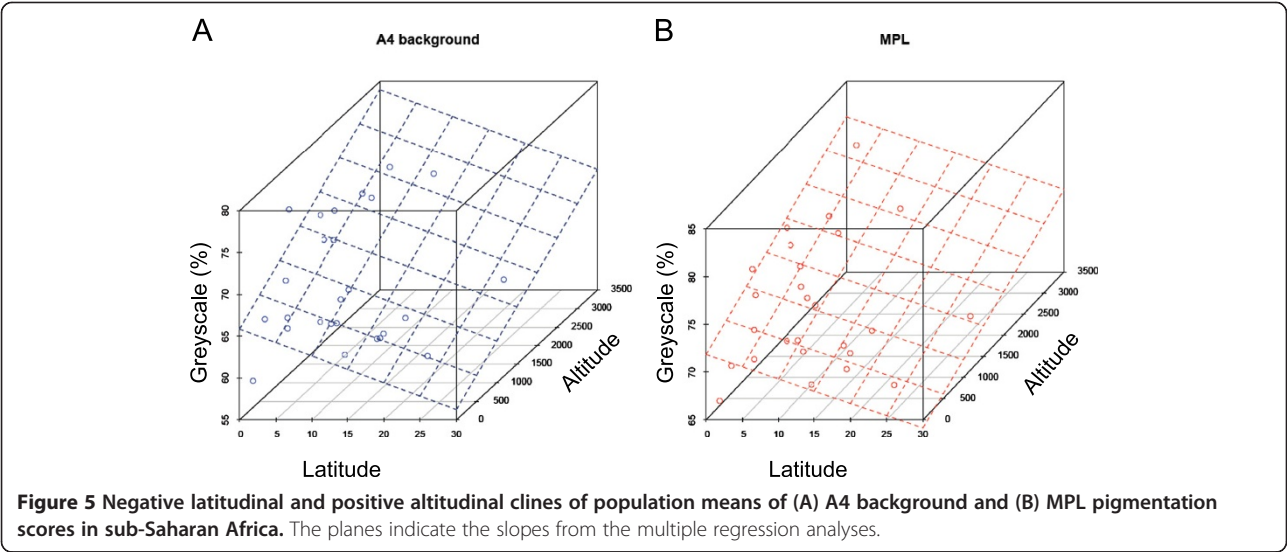 A
A4 background
Greyscale (%)
80
75
70
65
60
55
0 5 10 15 20 25 30
Latitude
0
500
1000
1500
2000
2500
3000
3500
Altitude
B
MPL
Greyscale (%)
85
80
75
70
65
0 5 10 15 20 25 30
Latitude
0
500
1000
1500
2000
2500
3000
3500
Altitude
Figure 5 Negative latitudinal and positive altitudinal clines of population means of (A) A4 background and (B) MPL pigmentation
scores in sub-Saharan Africa. The planes indicate the slopes from the multiple regression analyses.